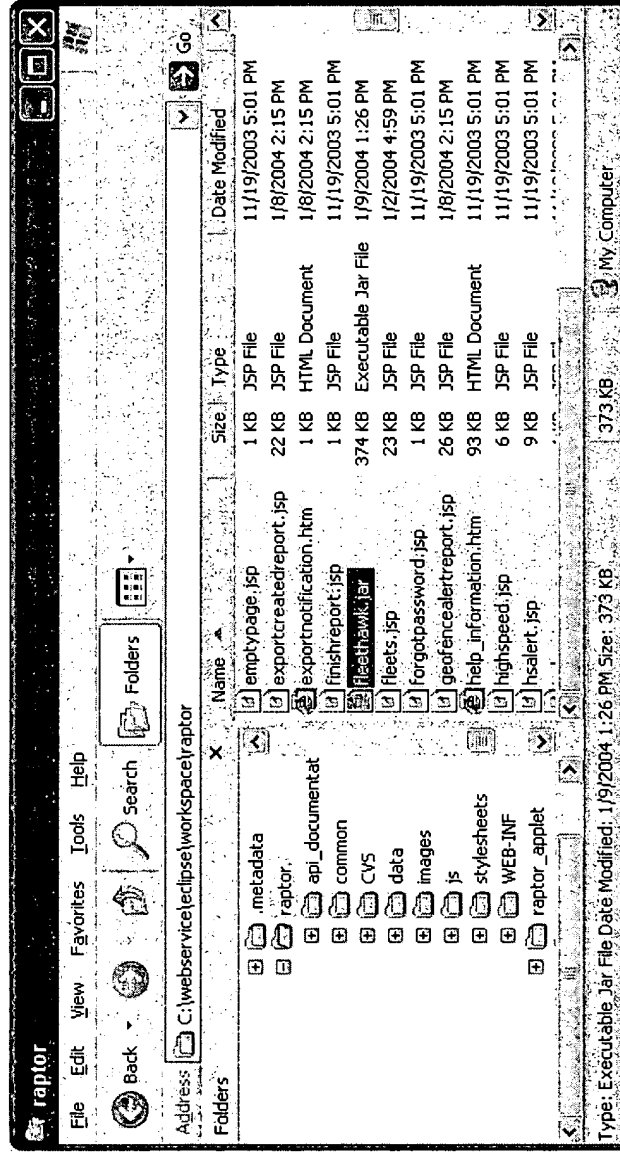 raptor
File Edit View Favorites Tools Help
Back Search Folders
Address C:\webservice\eclipse\workspace\raptor Go
Folders
.metadata
raptor
api_documentat
common
CVS
data
images
js
stylesheets
WEB-INF
raptor_applet
Name Size Type Date Modified
emptypage.jsp 1 KB JSP File 11/19/2003 5:01 PM
exportcreatedreport.jsp 22 KB JSP File 1/8/2004 2:15 PM
exportnotification.htm 1 KB HTML Document 1/8/2004 2:15 PM
finishreport.jsp 1 KB JSP File 11/19/2003 5:01 PM
fleethawk.jar 374 KB Executable Jar File 1/9/2004 1:26 PM
fleets.jsp 23 KB JSP File 1/2/2004 4:59 PM
forgotpassword.jsp 1 KB JSP File 11/19/2003 5:01 PM
geofencealertreport.jsp 26 KB JSP File 1/8/2004 2:15 PM
help_information.htm 93 KB HTML Document 11/19/2003 5:01 PM
highspeed.jsp 6 KB JSP File 11/19/2003 5:01 PM
hsalert.jsp 9 KB JSP File 11/19/2003 5:01 PM
Type: Executable Jar File Date Modified: 1/9/2004 1:26 PM Size: 373 KB 373 KB My Computer